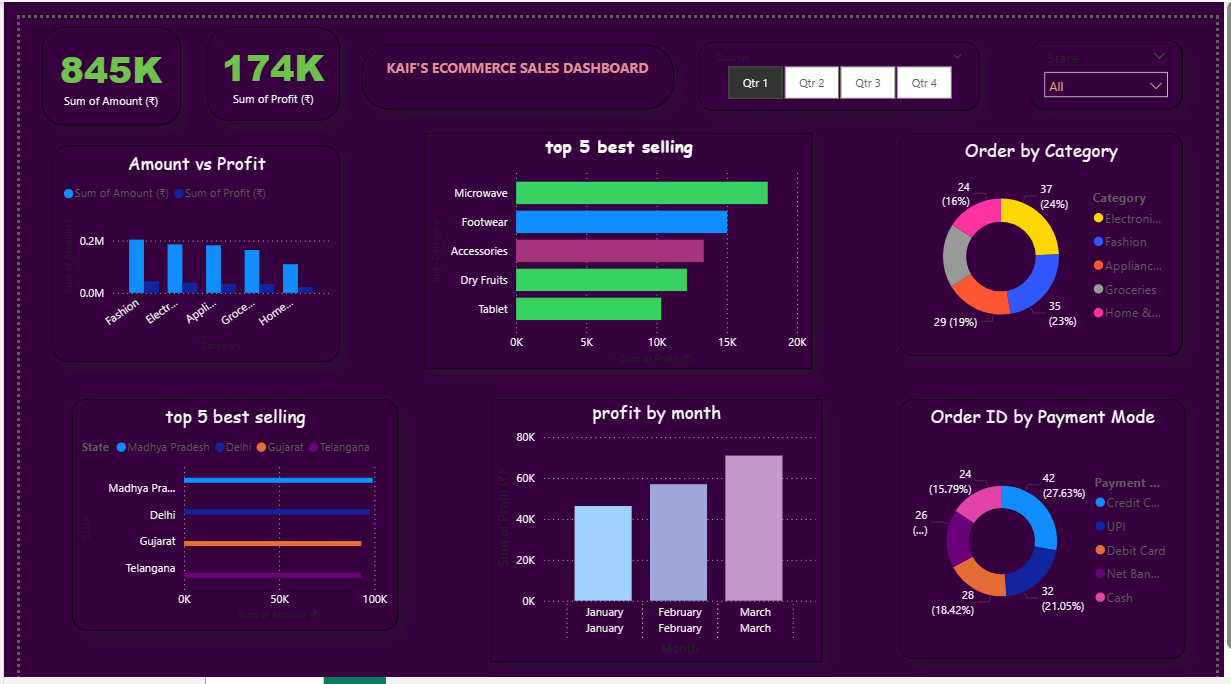 845K
Sum of Amount (₹)
174K
Sum of Profit (₹)
KAIF'S ECOMMERCE SALES DASHBOARD
Quarter
Qtr 1
Qtr 2
Qtr 3
Qtr 4
State
All
Amount vs Profit
Sum of Amount (₹)
Sum of Profit (₹)
Sum of Amount
0.2M
0.0M
Fashion
Electr...
Appli...
Groce...
Home...
Category
top 5 best selling
Sub-Category
Microwave
Footwear
Accessories
Dry Fruits
Tablet
0K
5K
10K
15K
20K
Sum of Profit (₹)
Order by Category
24
(16%)
37
(24%)
35
(23%)
29 (19%)
Category
Electroni...
Fashion
Applianc...
Groceries
Home &...
top 5 best selling
State
Madhya Pradesh
Delhi
Gujarat
Telangana
State
Madhya Pra...
Delhi
Gujarat
Telangana
0K
50K
100K
Sum of Amount (₹)
profit by month
Sum of Profit (₹)
80K
60K
40K
20K
0K
January
February
March
January
February
March
Month
Order ID by Payment Mode
24
(15.79%)
42
(27.63%)
26
(...)
28
(18.42%)
32
(21.05%)
Payment ...
Credit C...
UPI
Debit Card
Net Ban...
Cash